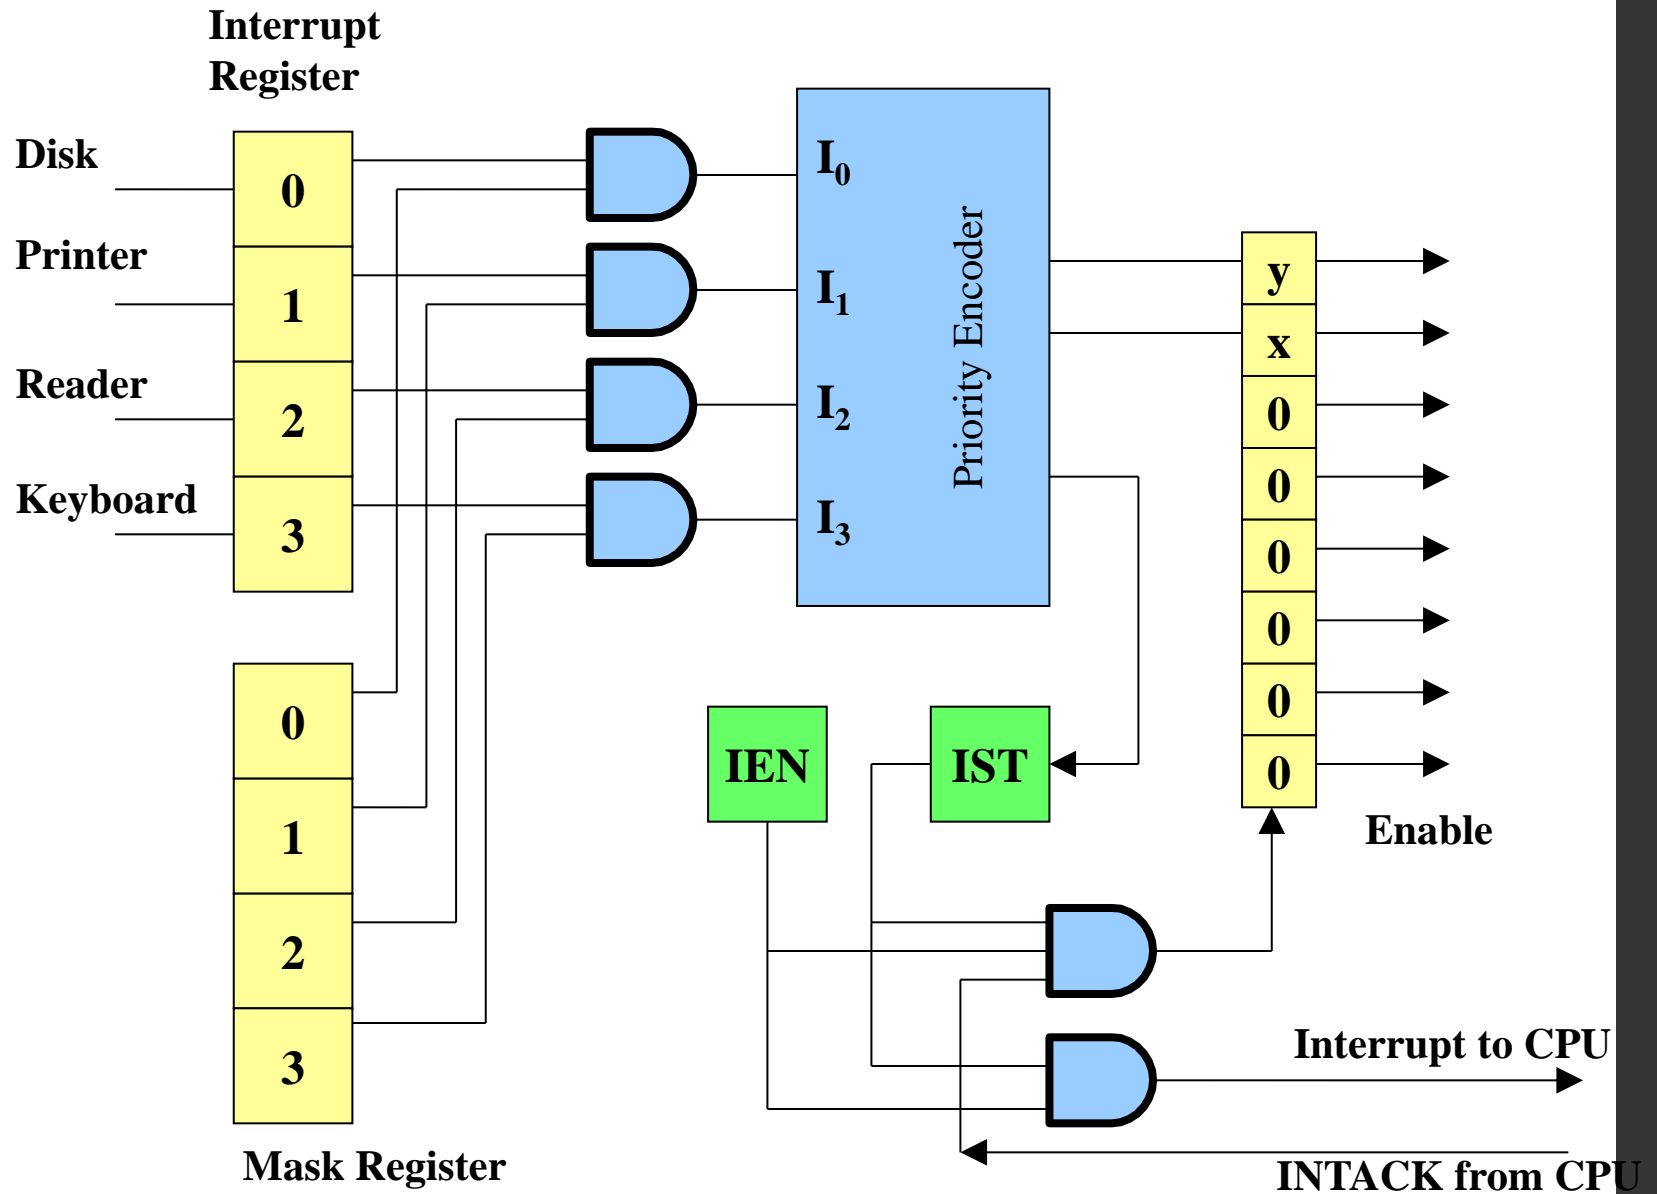 Interrupt
Register
Disk
0
Printer
1
Reader
2
Keyboard
3
I0
I1
I2
I3
Priority Encoder
y
x
0
0
0
0
0
0
Enable
0
1
2
3
Mask Register
IEN
IST
Interrupt to CPU
INTACK from CPU